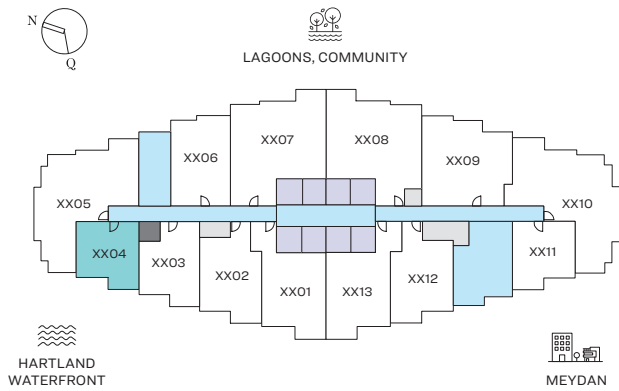 N
Q
LAGOONS, COMMUNITY
XX07
XX08
XX06
XX09
XX05
XX10
XX04
XX03
XX02
XX01
XX13
XX12
XX11
HARTLAND
WATERFRONT
MEYDAN